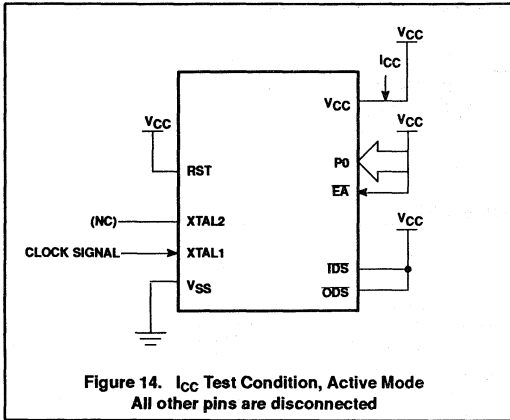 VCC
ICC
VCC
VCC
VCC
P0
RST
EA
(NC)
XTAL2
VCC
CLOCK SIGNAL
XTAL1
IDS
VSS
ODS
Figure 14. ICC Test Condition, Active Mode
All other pins are disconnected